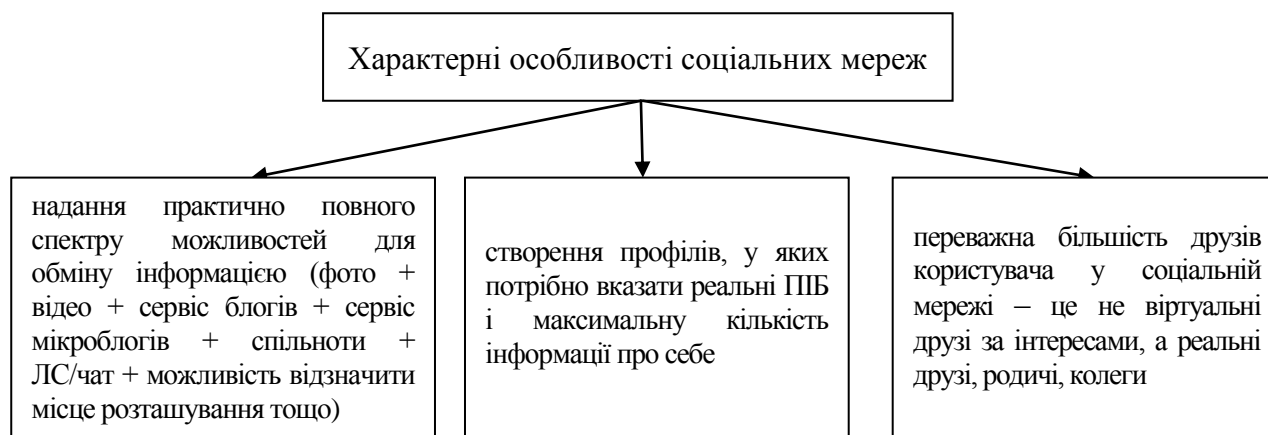 Характерні особливості соціальних мереж
надання практично повного
спектру можливостей для
обміну інформацією (фото +
відео + сервіс блогів + сервіс
мікроблогів + спільноти +
ЛС/чат + можливість відзначити
місце розташування тощо)
створення профілів, у яких
потрібно вказати реальні ПІБ
і максимальну кількість
інформації про себе
переважна більшість друзів
користувача у соціальній
мережі – це не віртуальні
друзі за інтересами, а реальні
друзі, родичі, колеги